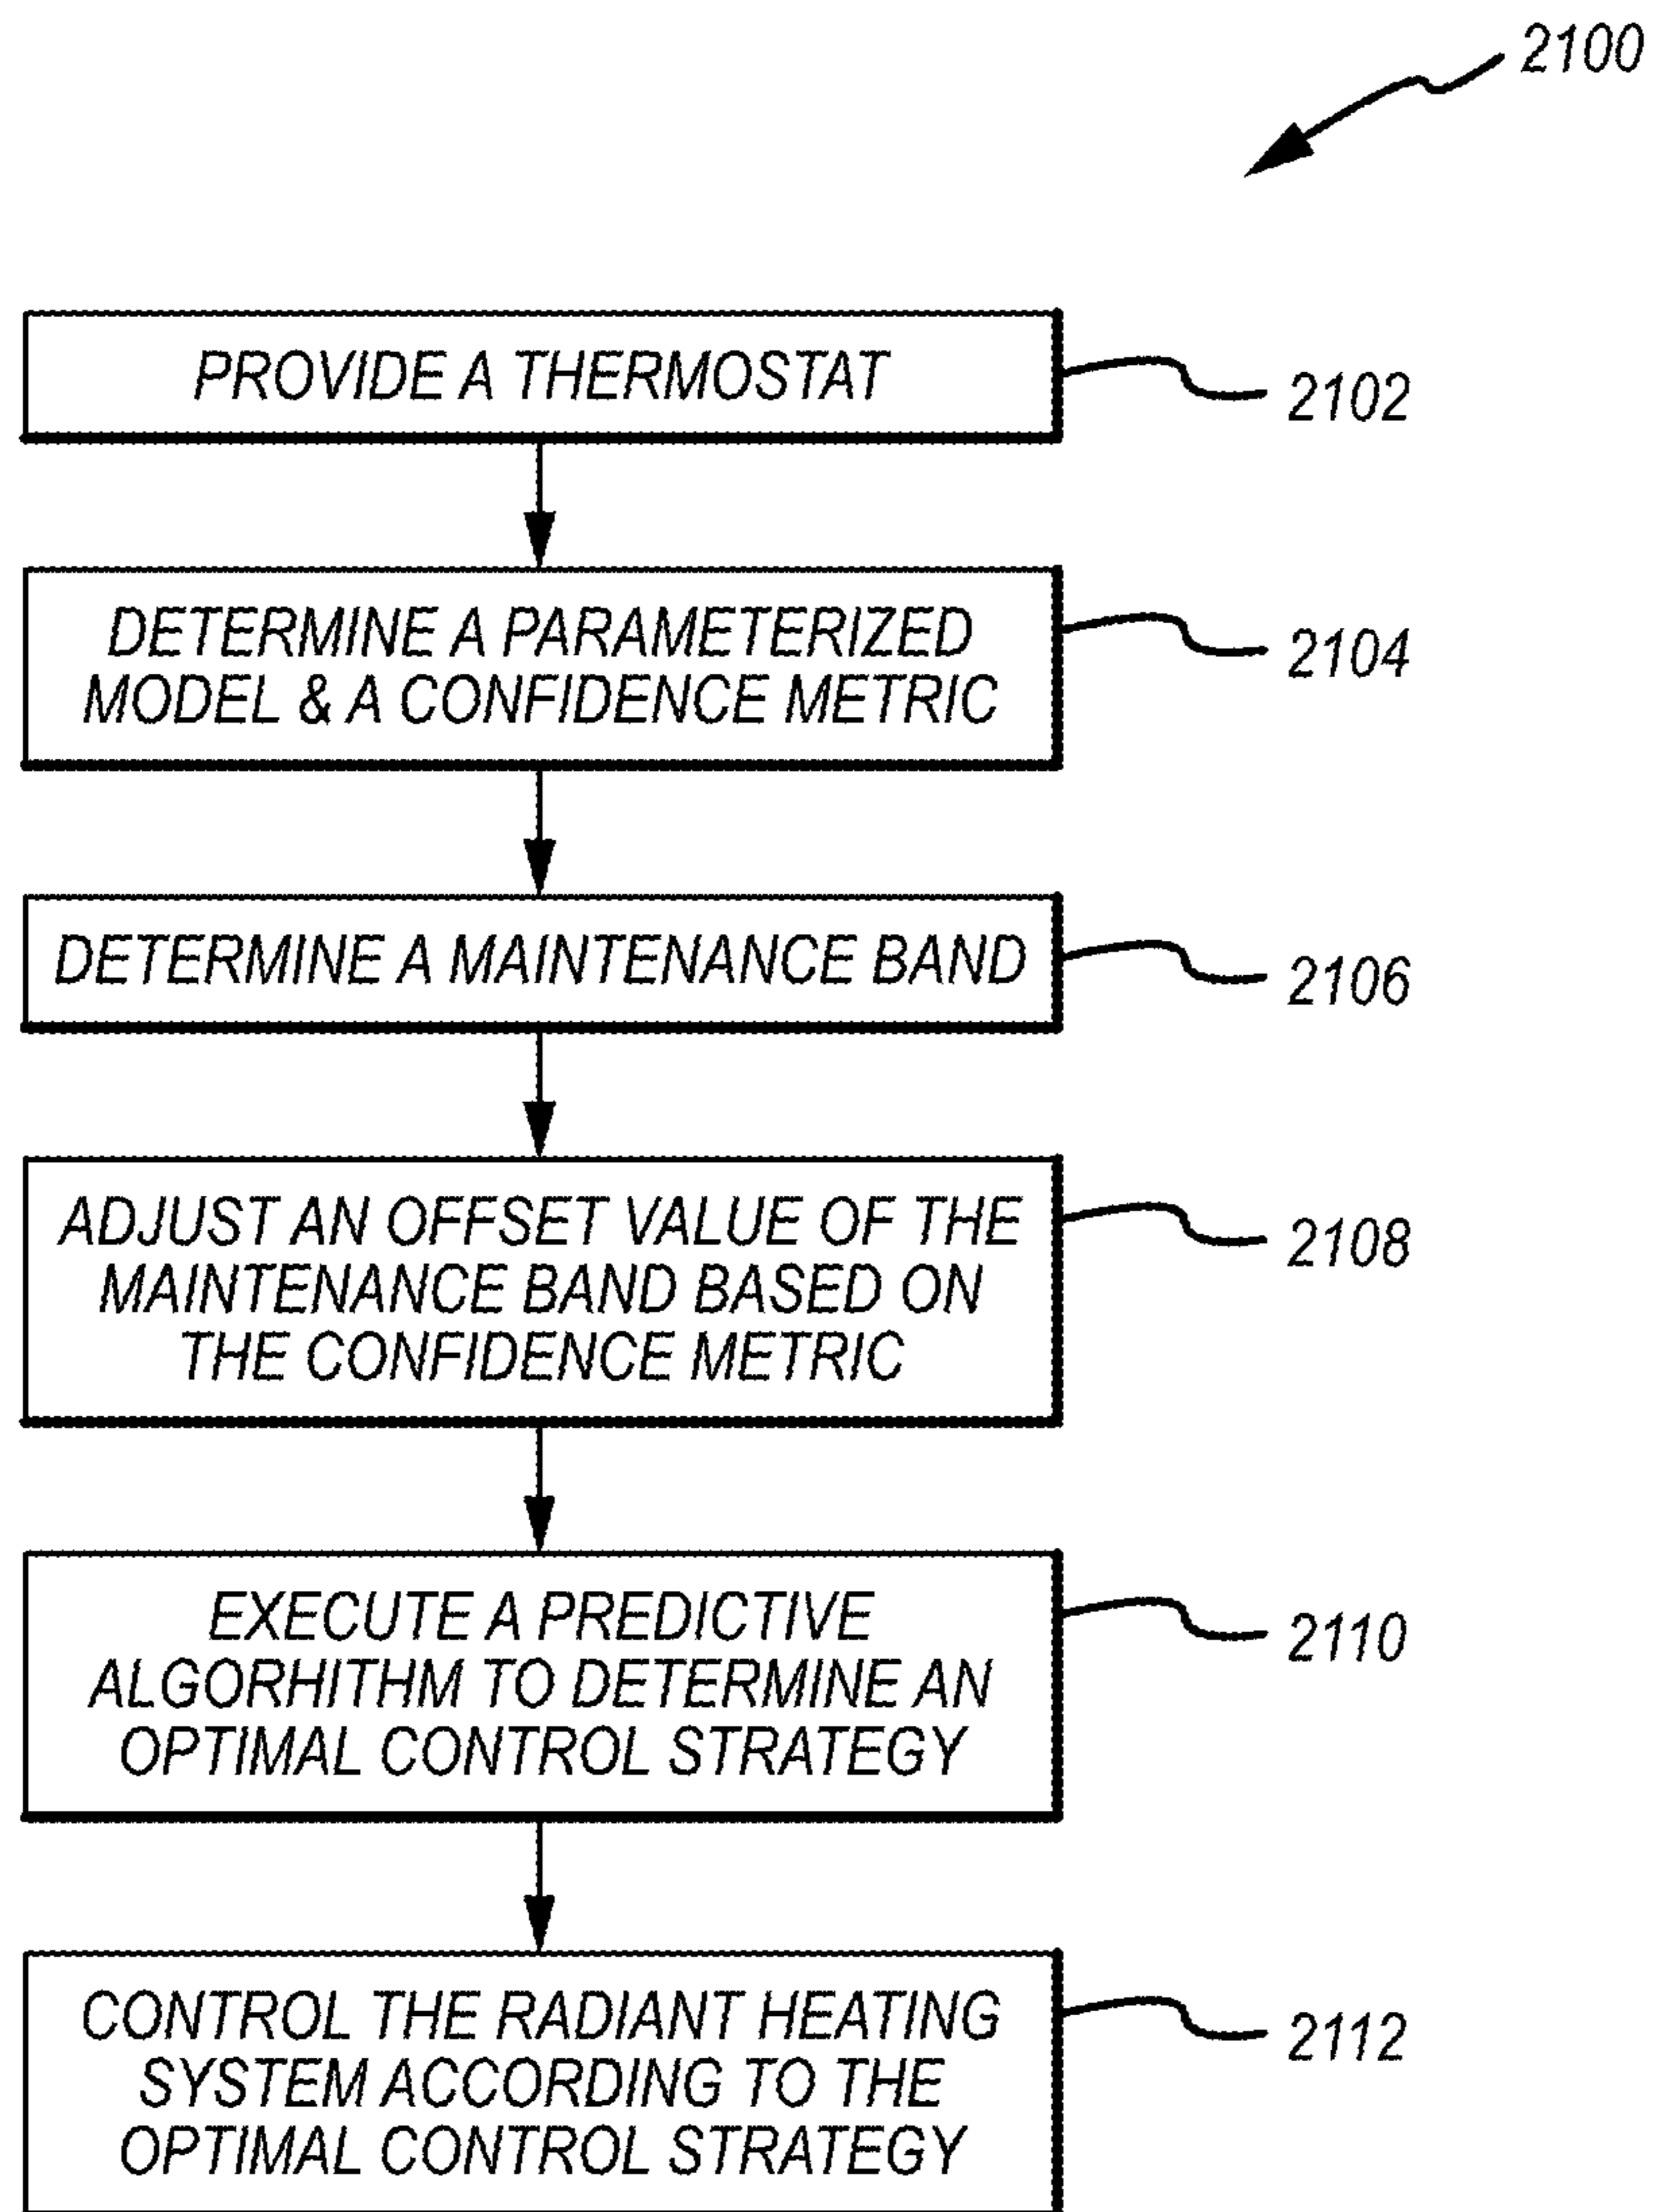 2100
PROVIDE A THERMOSTAT
2102
DETERMINE A PARAMETERIZED
MODEL & A CONFIDENCE METRIC
2104
DETERMINE A MAINTENANCE BAND
2106
ADJUST AN OFFSET VALUE OF THE
MAINTENANCE BAND BASED ON
THE CONFIDENCE METRIC
2108
EXECUTE A PREDICTIVE
ALGORHITHM TO DETERMINE AN
OPTIMAL CONTROL STRATEGY
2110
CONTROL THE RADIANT HEATING
SYSTEM ACCORDING TO THE
OPTIMAL CONTROL STRATEGY
2112